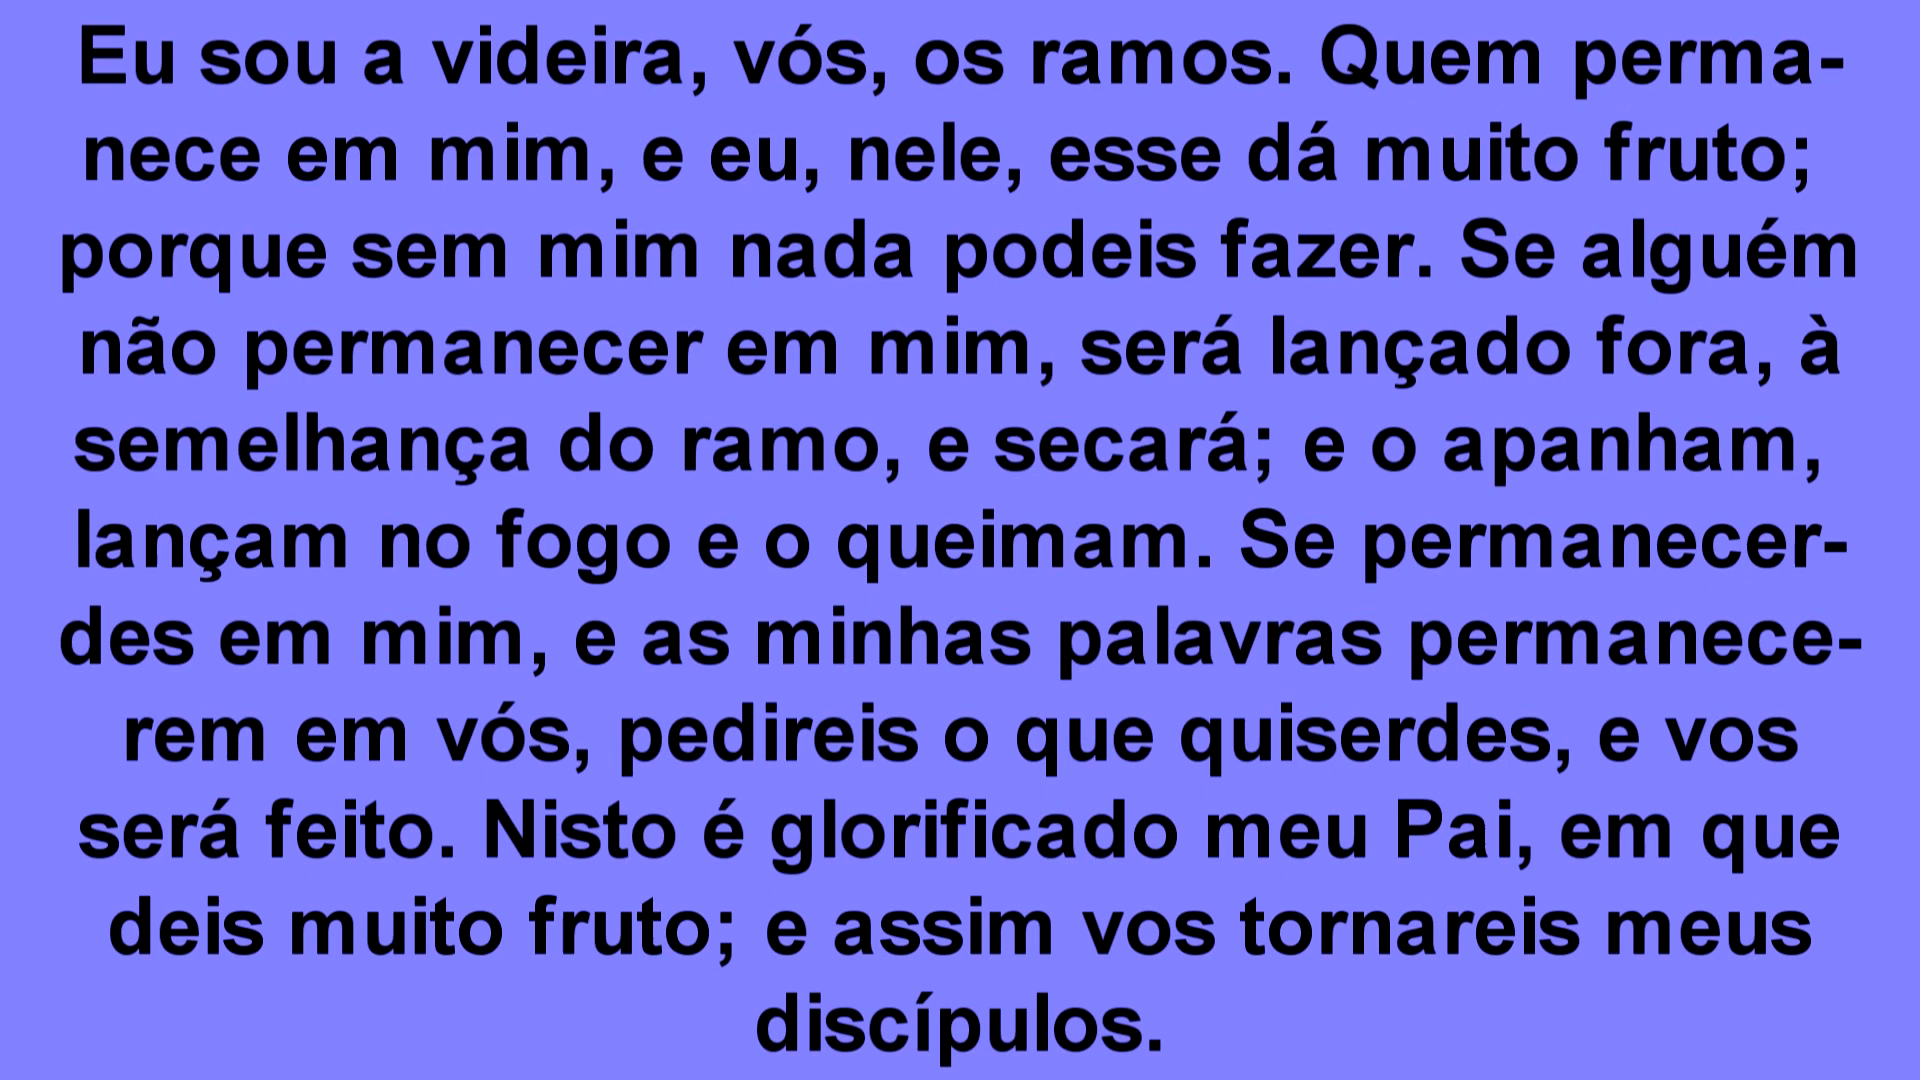 Eu sou a videira, vós, os ramos. Quem perma-
nece em mim, e eu, nele, esse dá muito fruto;
porque sem mim nada podeis fazer. Se alguém
não permanecer em mim, será lançado fora, à
semelhança do ramo, e secará; e o apanham,
lançam no fogo e o queimam. Se permanecer-
des em mim, e as minhas palavras permanece-
rem em vós, pedireis o que quiserdes, e vos
será feito. Nisto é glorificado meu Pai, em que
deis muito fruto; e assim vos tornareis meus
discípulos.